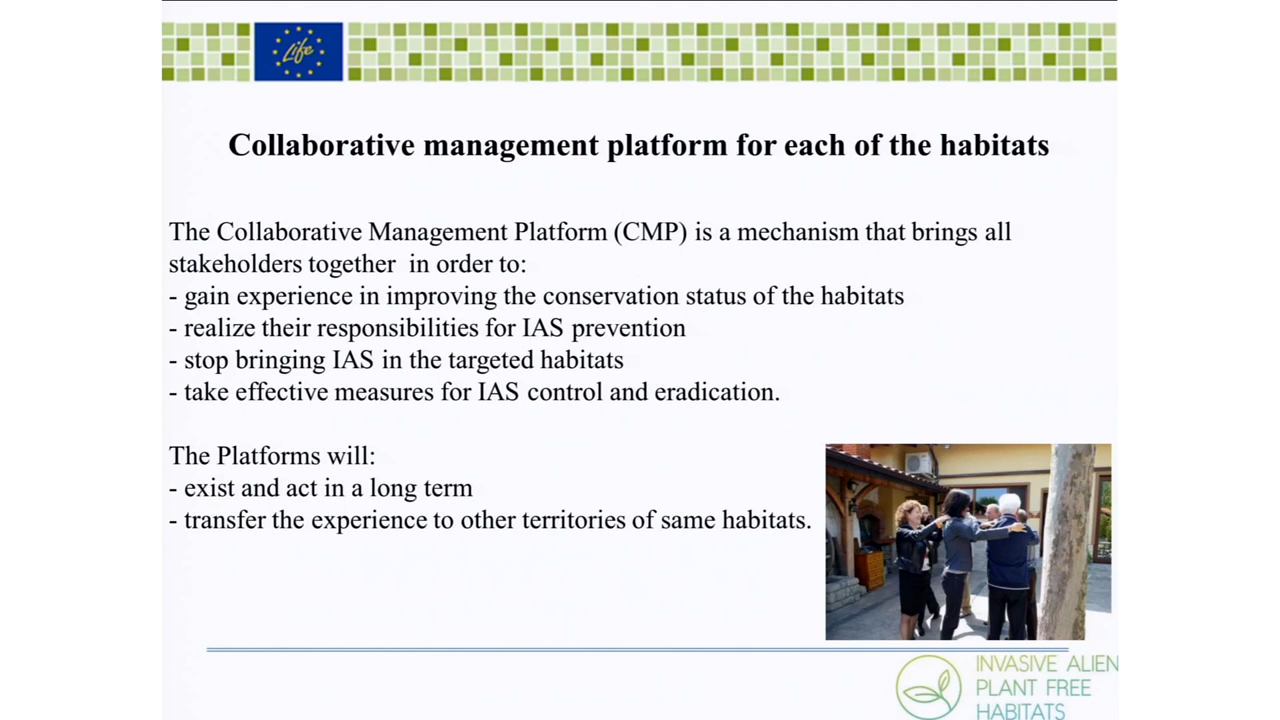 Life
Collaborative management platform for each of the habitats
The Collaborative Management Platform (CMP) is a mechanism that brings all
stakeholders together in order to:
- gain experience in improving the conservation status of the habitats
- realize their responsibilities for IAS prevention
- stop bringing IAS in the targeted habitats
- take effective measures for IAS control and eradication.
The Platforms will:
- exist and act in a long term
- transfer the experience to other territories of same habitats.
INVASIVE ALIEN
PLANT FREE
HABITATS